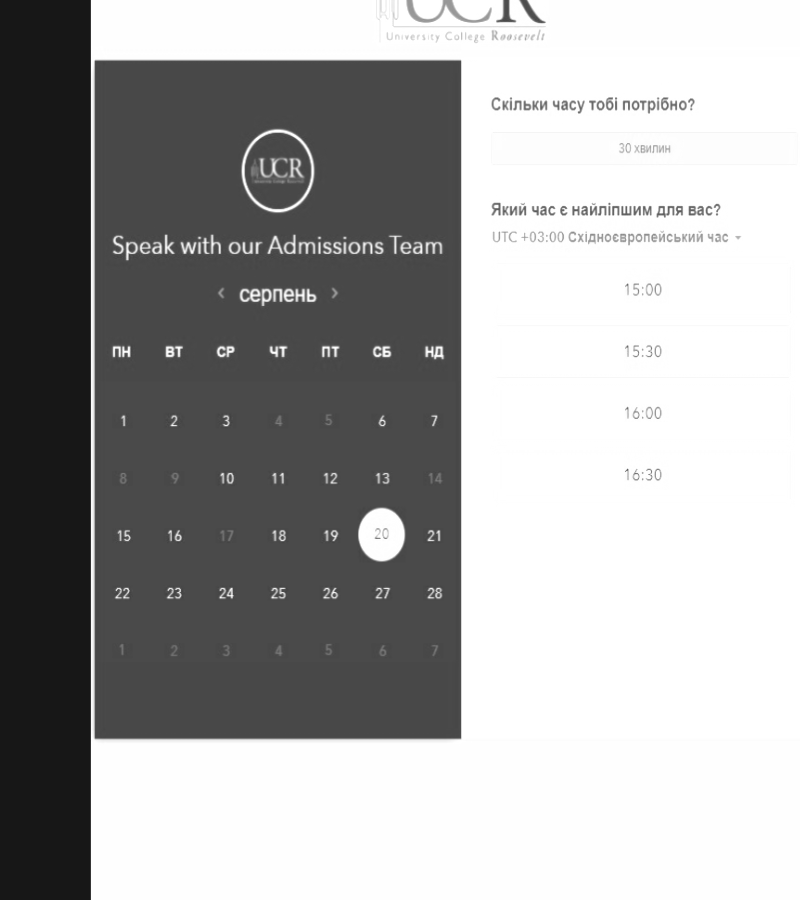 UCR
University College Roosevelt
UCR
Speak with our Admissions Team
‹ серпень ›
ПН ВТ СР ЧТ ПТ СБ НД
1 2 3 4 5 6 7
8 9 10 11 12 13 14
15 16 17 18 19 20 21
22 23 24 25 26 27 28
1 2 3 4 5 6 7
Скільки часу тобі потрібно?
30 хвилин
Який час є найліпшим для вас?
UTC +03:00 Східноєвропейський час
15:00
15:30
16:00
16:30